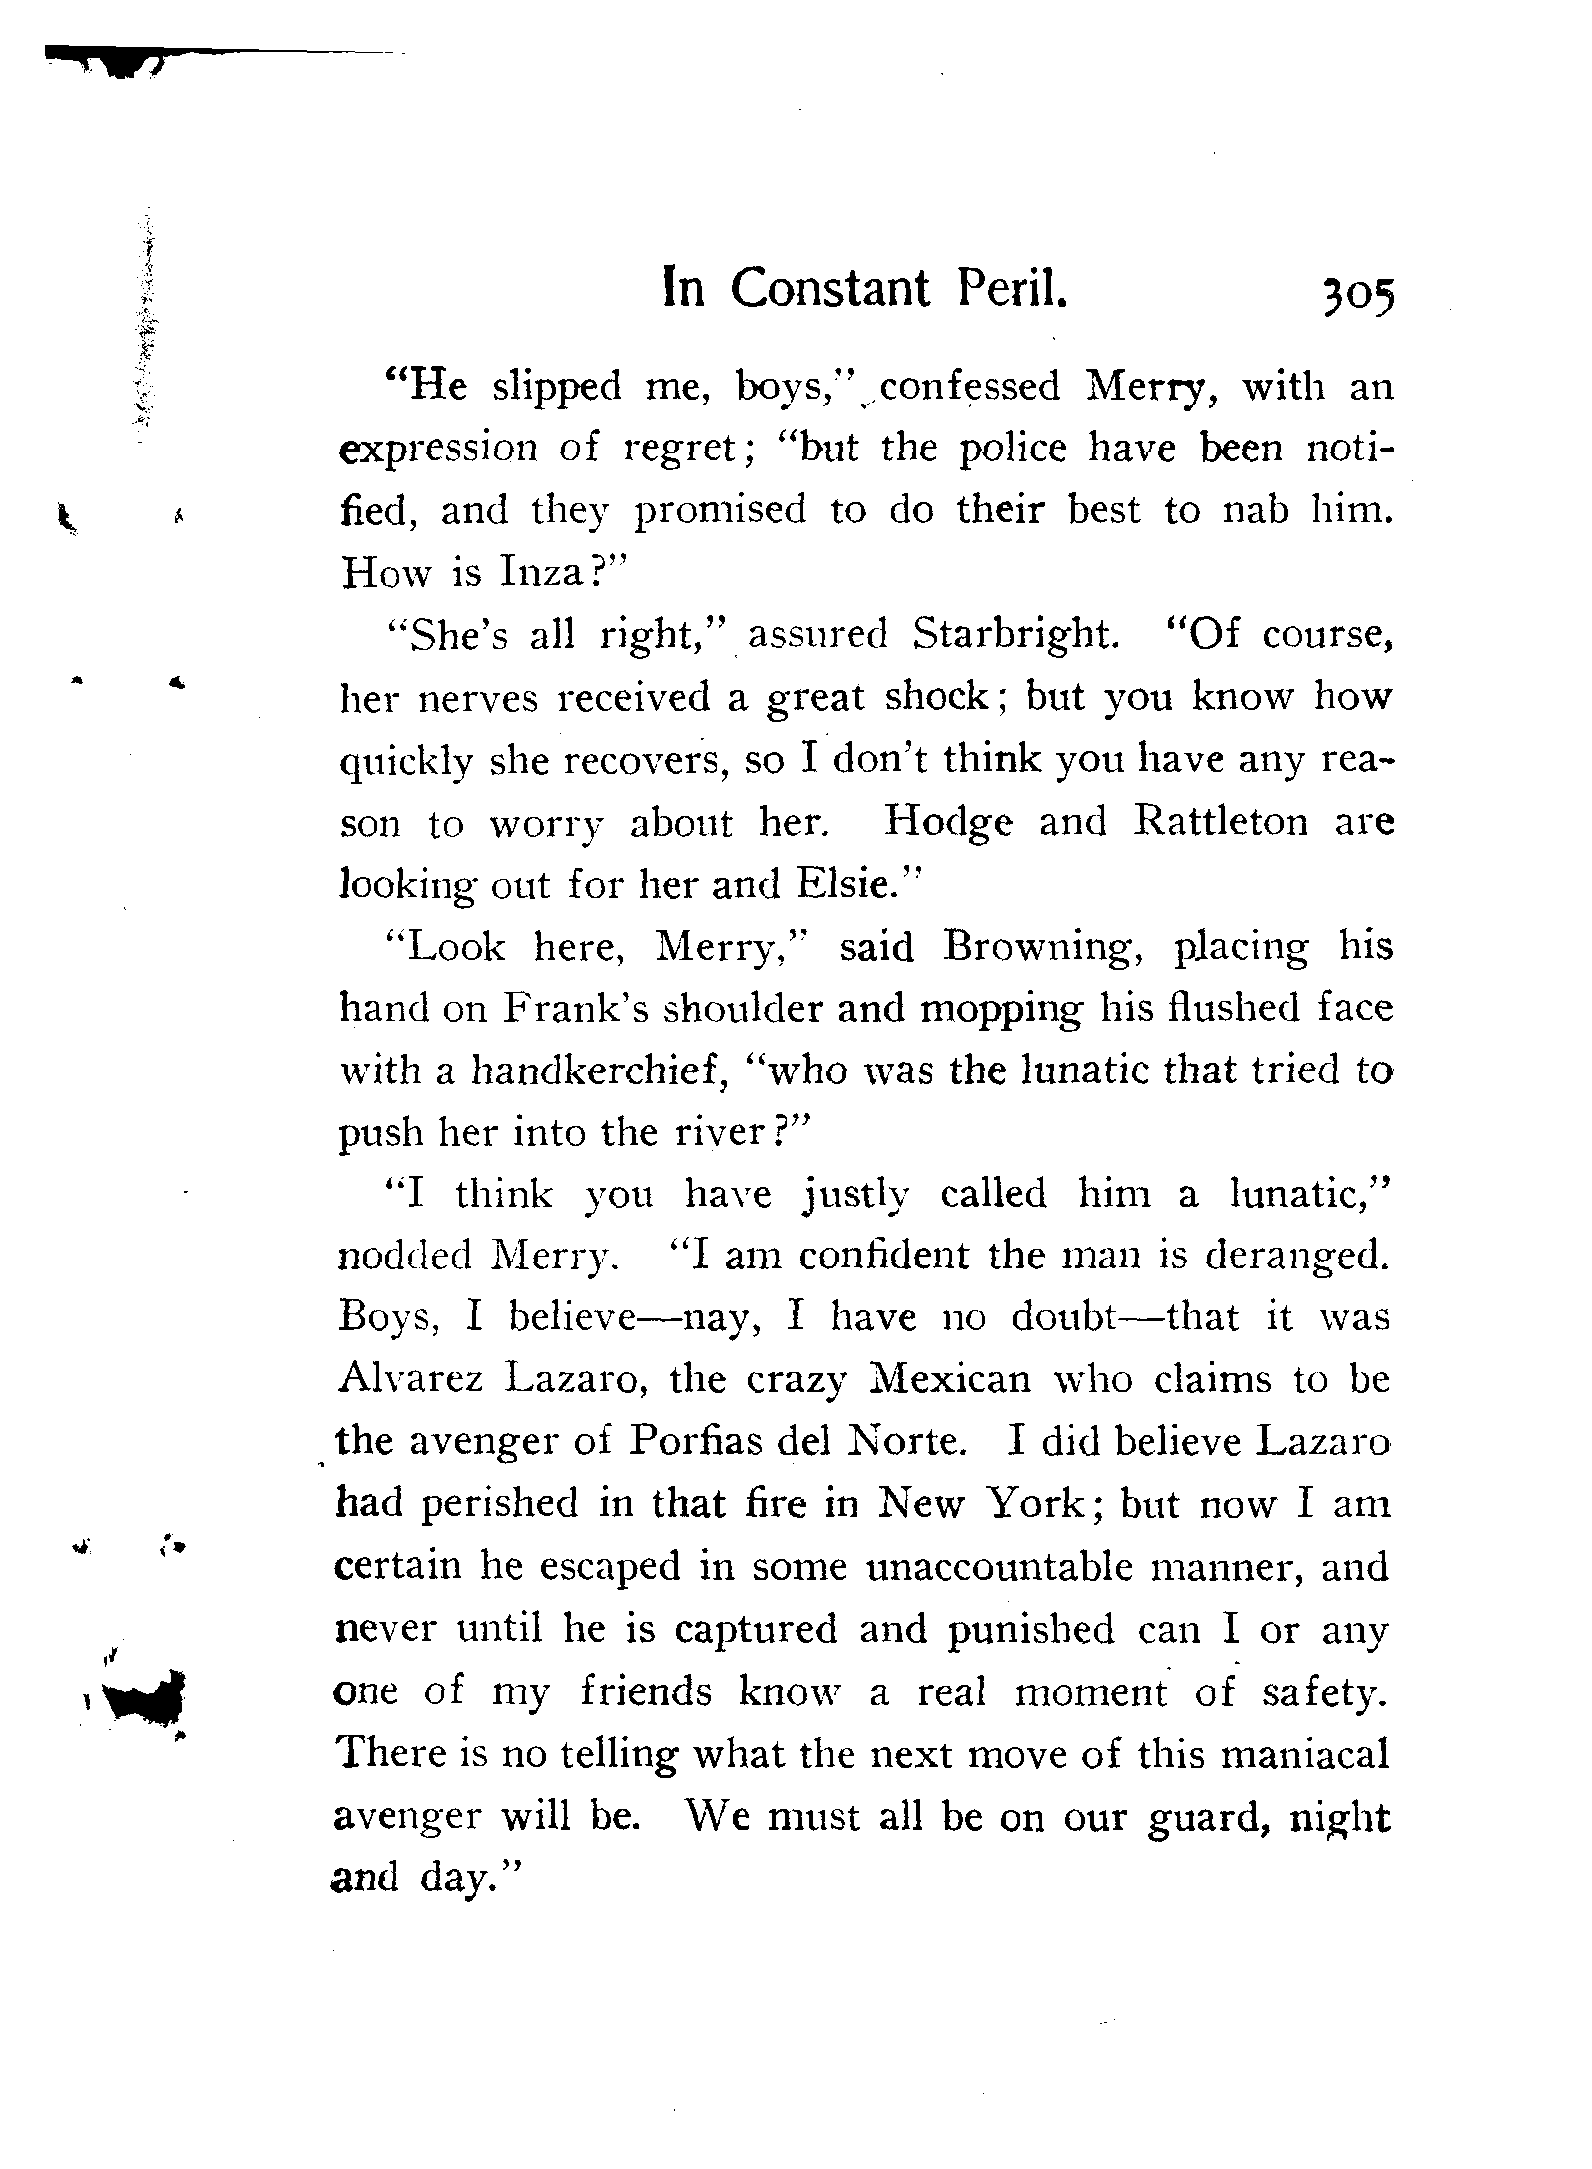 In Constant Peril. 305
“He slipped me, boys,” confessed Merry, with an
expression of regret; “but the police have been noti-
fied, and they promised to do their best to nab him.
How is Inza?”
“She’s all right,” assured Starbright. “Of course,
her nerves received a great shock; but you know how
quickly she recovers, so I don’t think you have any rea-
son to worry about her. Hodge and Rattleton are
looking out for her and Elsie.”
“Look here, Merry,” said Browning, placing his
hand on Frank’s shoulder and mopping his flushed face
with a handkerchief, “who was the lunatic that tried to
push her into the river?”
“I think you have justly called him a lunatic,”
nodded Merry. “I am confident the man is deranged.
Boys, I believe—nay, I have no doubt—that it was
Alvarez Lazaro, the crazy Mexican who claims to be
the avenger of Porfias del Norte. I did believe Lazaro
had perished in that fire in New York; but now I am
certain he escaped in some unaccountable manner, and
never until he is captured and punished can I or any
one of my friends know a real moment of safety.
There is no telling what the next move of this maniacal
avenger will be. We must all be on our guard, night
and day.”